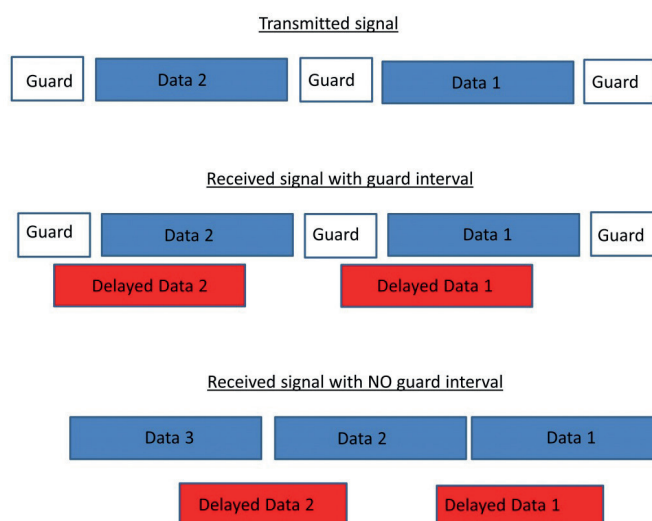 Transmitted signal
Guard Data 2 Guard Data 1 Guard
Received signal with guard interval
Guard Data 2 Guard Data 1 Guard
Delayed Data 2 Delayed Data 1
Received signal with NO guard interval
Data 3 Data 2 Data 1
Delayed Data 2 Delayed Data 1